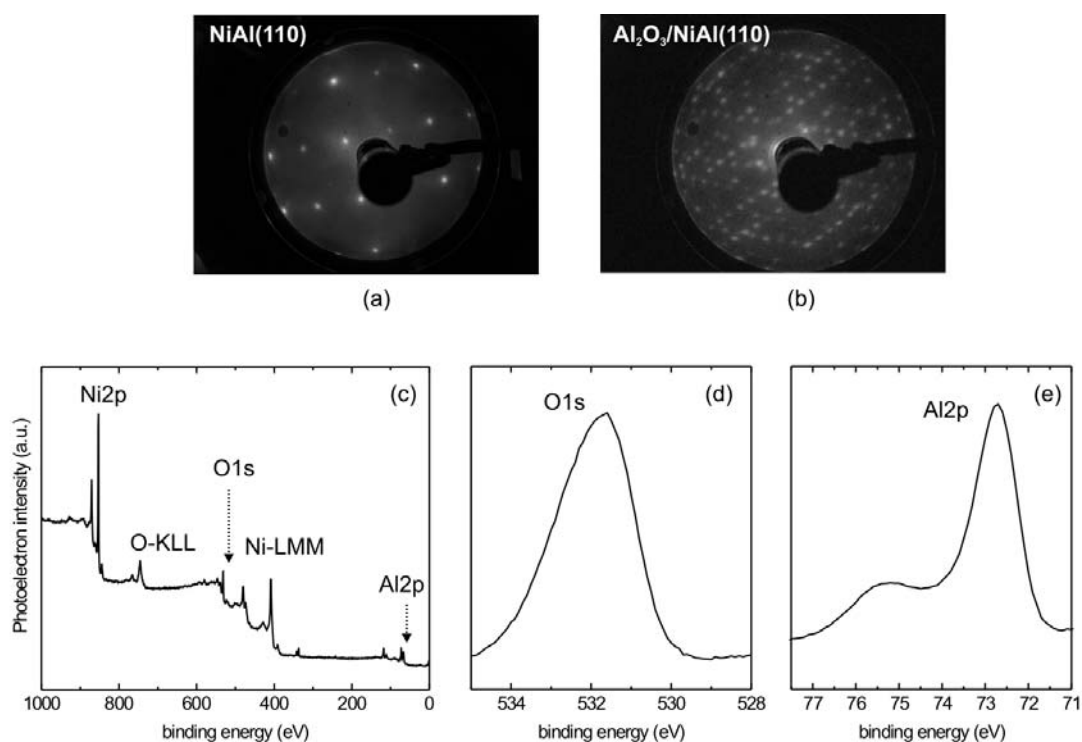 NiAl(110)
Al₂O₃/NiAl(110)
(a)
(b)
Photoelectron intensity (a.u.)
Ni2p
(c)
O1s
O-KLL
Ni-LMM
Al2p
1000 800 600 400 200 0
binding energy (eV)
O1s
(d)
534 532 530 528
binding energy (eV)
Al2p
(e)
77 76 75 74 73 72 71
binding energy (eV)